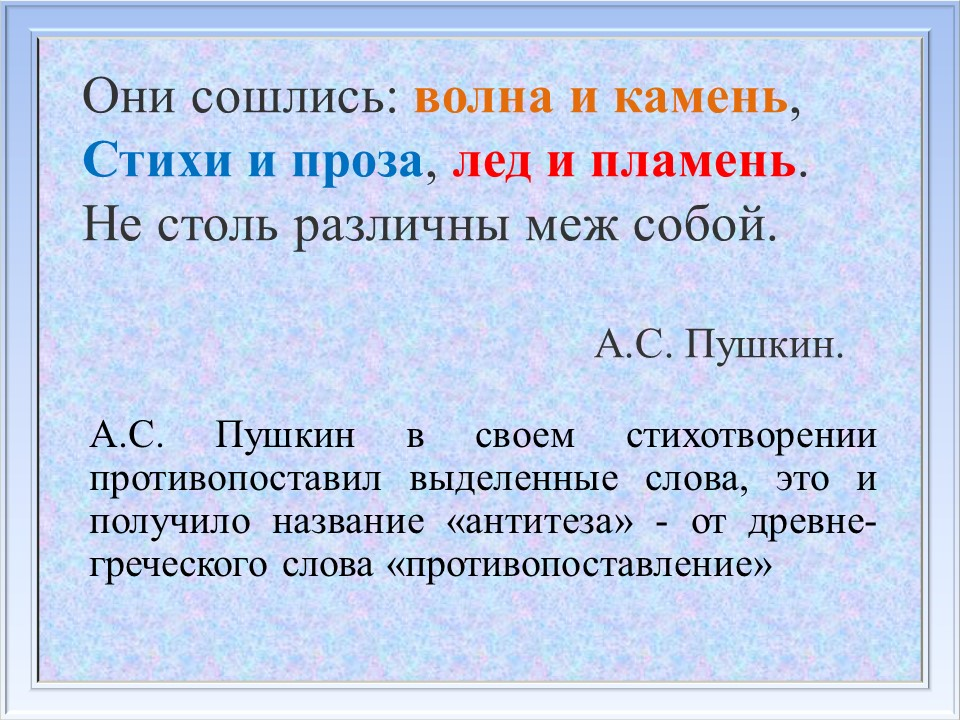 Они сошлись: волна и камень,
Стихи и проза, лед и пламень.
Не столь различны меж собой.
А.С. Пушкин.
А.С. Пушкин в своем стихотворении
противопоставил выделенные слова, это и
получило название «антитеза» - от древне-
греческого слова «противопоставление»